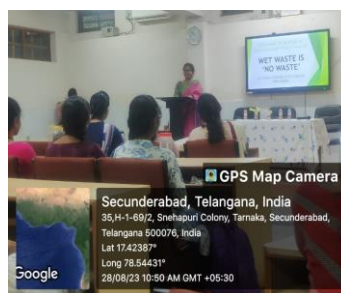 WET WASTE IS
'NO WASTE'
GPS Map Camera
Secunderabad, Telangana, India
35,H-1-69/2, Snehapuri Colony, Tarnaka, Secunderabad,
Telangana 500076, India
Lat 17.42387°
Long 78.54431°
28/08/23 10:50 AM GMT +05:30
Google